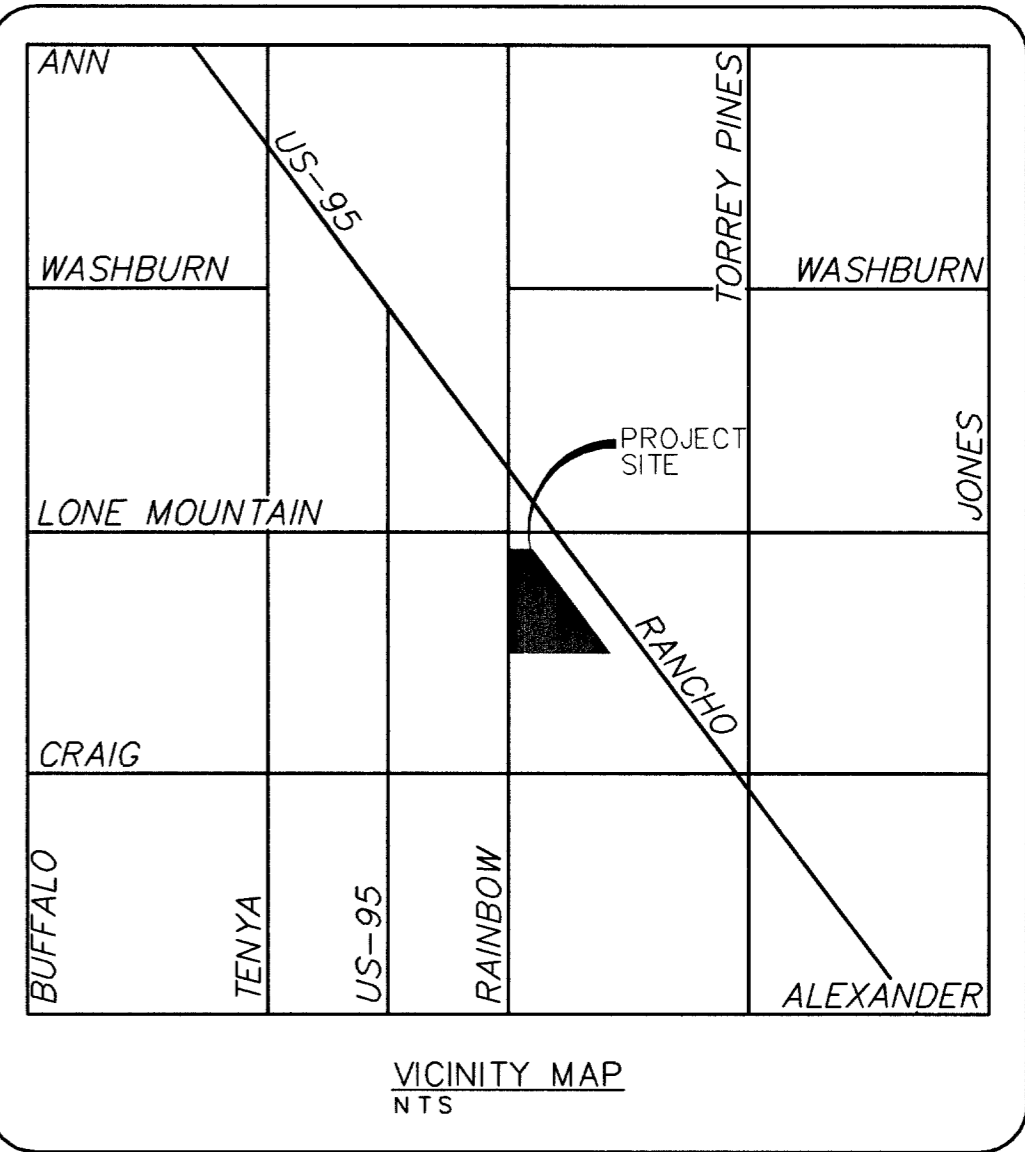 ANN
US-95
TORREY PINES
WASHBURN
WASHBURN
PROJECT
SITE
JONES
LONE MOUNTAIN
RANCHO
CRAIG
BUFFALO
TENYA
US-95
RAINBOW
ALEXANDER
VICINITY MAP
NTS